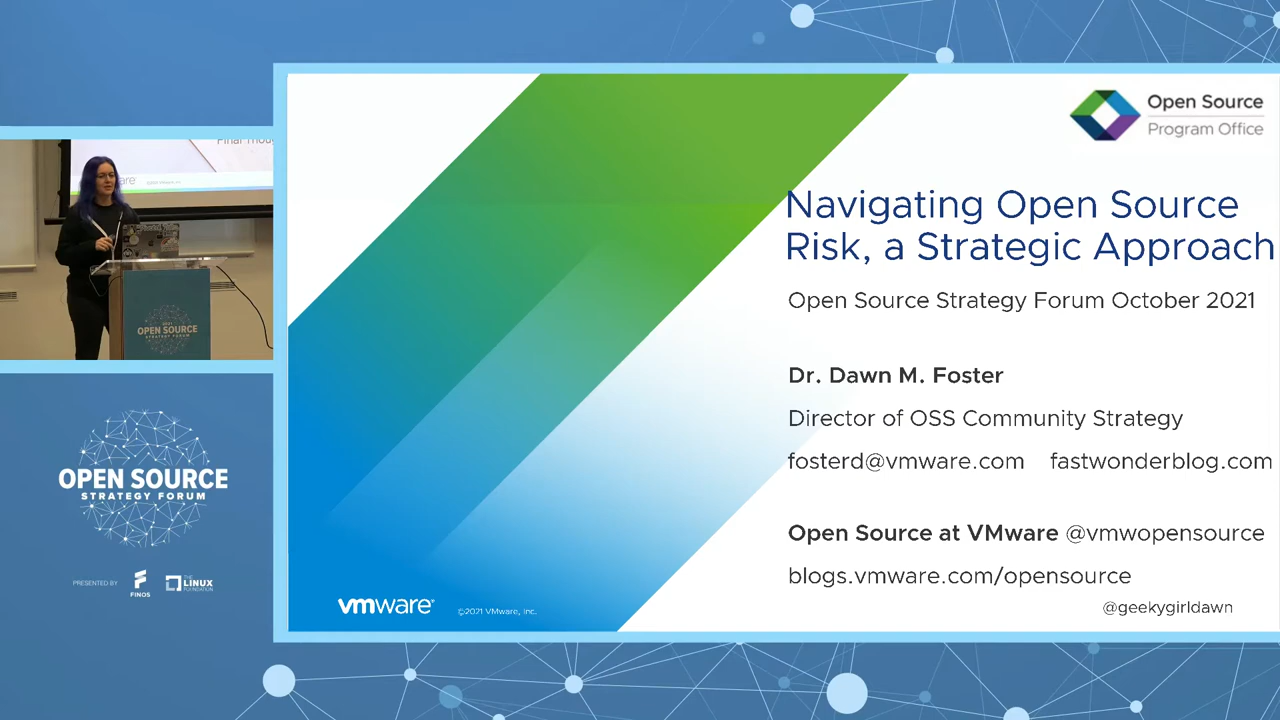 Open Source
Program Office
Navigating Open Source
Risk, a Strategic Approach
Open Source Strategy Forum October 2021
Dr. Dawn M. Foster
Director of OSS Community Strategy
fosterd@vmware.com fastwonderblog.com
Open Source at VMware @vmwopensource
blogs.vmware.com/opensource
@geekygirldawn
vmware®
©2021 VMware, Inc.
Final
ware
OPEN SOURCE
STRATEGY FORUM
OPEN SOURCE
STRATEGY FORUM
PRESENTED BY
FINOS
THE
LINUX
FOUNDATION